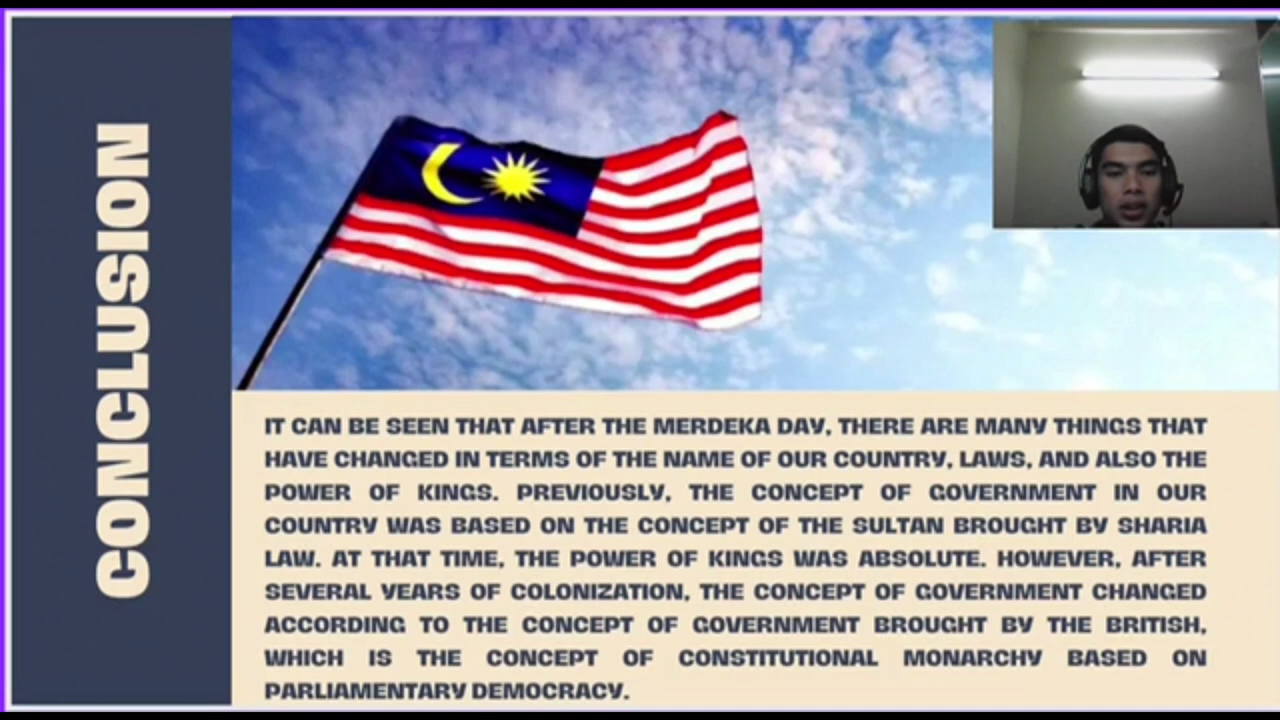 CONCLUSION
IT CAN BE SEEN THAT AFTER THE MERDEKA DAY, THERE ARE MANY THINGS THAT
HAVE CHANGED IN TERMS OF THE NAME OF OUR COUNTRY, LAWS, AND ALSO THE
POWER OF KINGS. PREVIOUSLY, THE CONCEPT OF GOVERNMENT IN OUR
COUNTRY WAS BASED ON THE CONCEPT OF THE SULTAN BROUGHT BY SHARIA
LAW. AT THAT TIME, THE POWER OF KINGS WAS ABSOLUTE. HOWEVER, AFTER
SEVERAL YEARS OF COLONIZATION, THE CONCEPT OF GOVERNMENT CHANGED
ACCORDING TO THE CONCEPT OF GOVERNMENT BROUGHT BY THE BRITISH,
WHICH IS THE CONCEPT OF CONSTITUTIONAL MONARCHY BASED ON
PARLIAMENTARY DEMOCRACY.